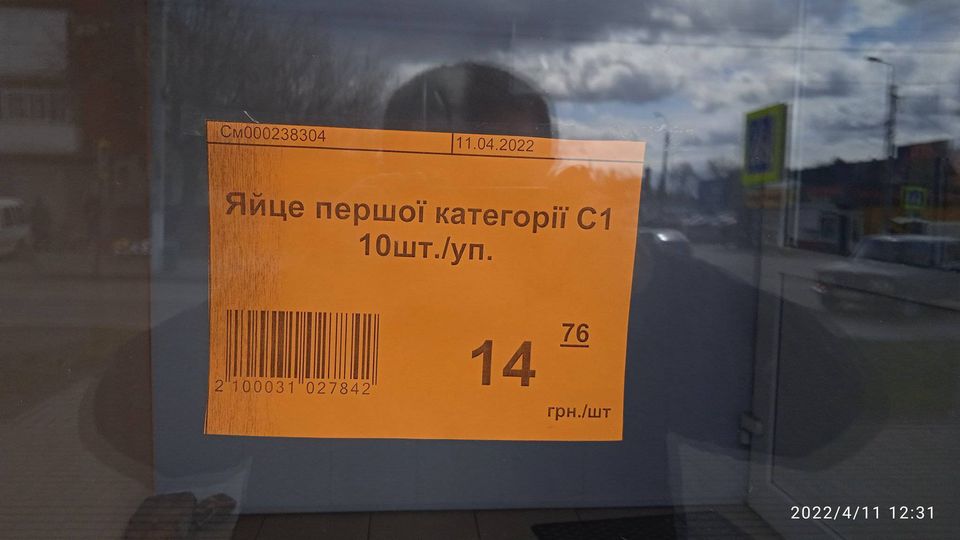 См000238304
11.04.2022
Яйце першої категорії С1
10шт./уп.
14 76
грн./шт
2 100031 027842
2022/4/11 12:31